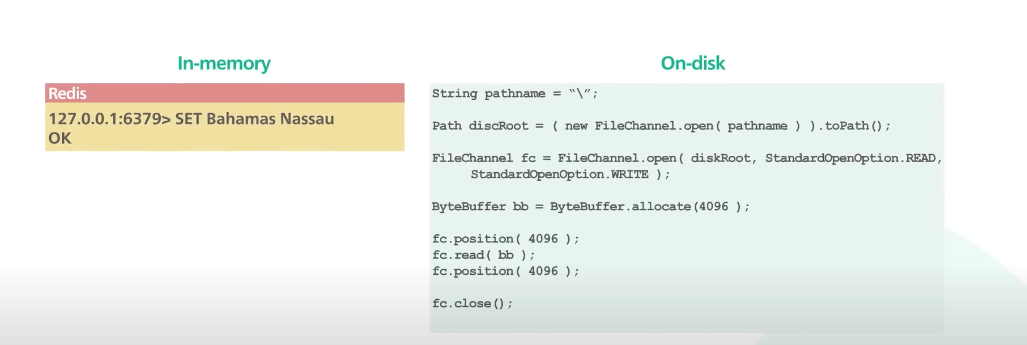 In-memory
Redis
127.0.0.1:6379> SET Bahamas Nassau
OK
On-disk
String pathname = “\”;
Path discRoot = ( new FileChannel.open( pathname ) ).toPath();
FileChannel fc = FileChannel.open( diskRoot, StandardOpenOption.READ,
StandardOpenOption.WRITE );
ByteBuffer bb = ByteBuffer.allocate(4096 );
fc.position( 4096 );
fc.read( bb );
fc.position( 4096 );
fc.close();